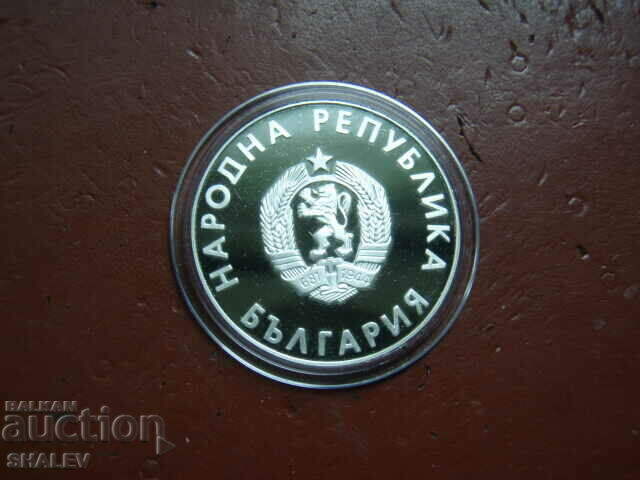 НАРОДНА РЕПУБЛИКА
БЪЛГАРИЯ
681 1944
BALKAN
auction
SHALEV